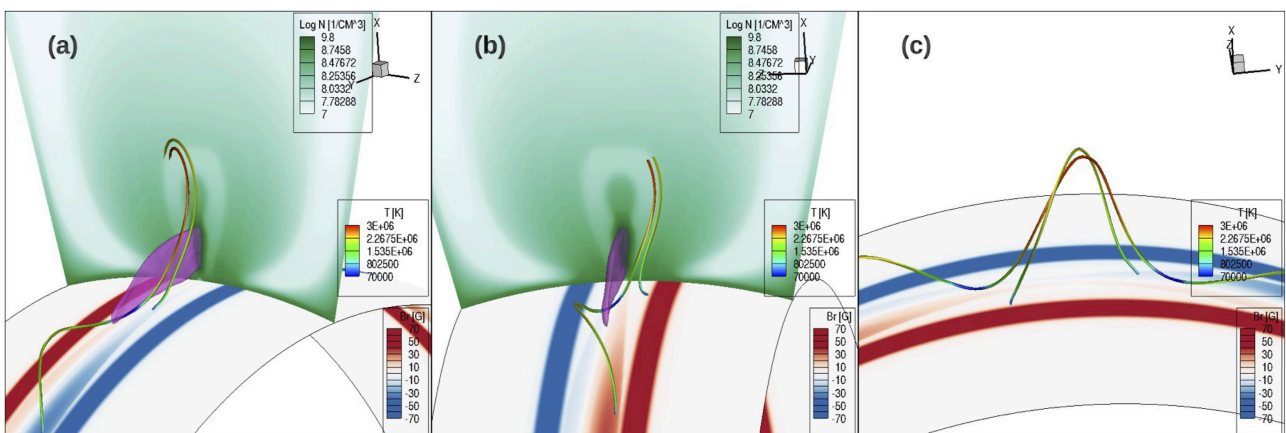 (a)
Log N [1/CM^3]
9.8
8.7458
8.47672
8.25356
8.0332
7.78288
7
X
Y
Z
T [K]
3E+06
2.2675E+06
1.535E+06
802500
70000
Br [G]
70
50
30
10
-10
-30
-50
-70
(b)
Log N [1/CM^3]
9.8
8.7458
8.47672
8.25356
8.0332
7.78288
7
X
Z
Y
T [K]
3E+06
2.2675E+06
1.535E+06
802500
70000
Br [G]
70
50
30
10
-10
-30
-50
-70
(c)
X
Z
Y
T [K]
3E+06
2.2675E+06
1.535E+06
802500
70000
Br [G]
70
50
30
10
-10
-30
-50
-70